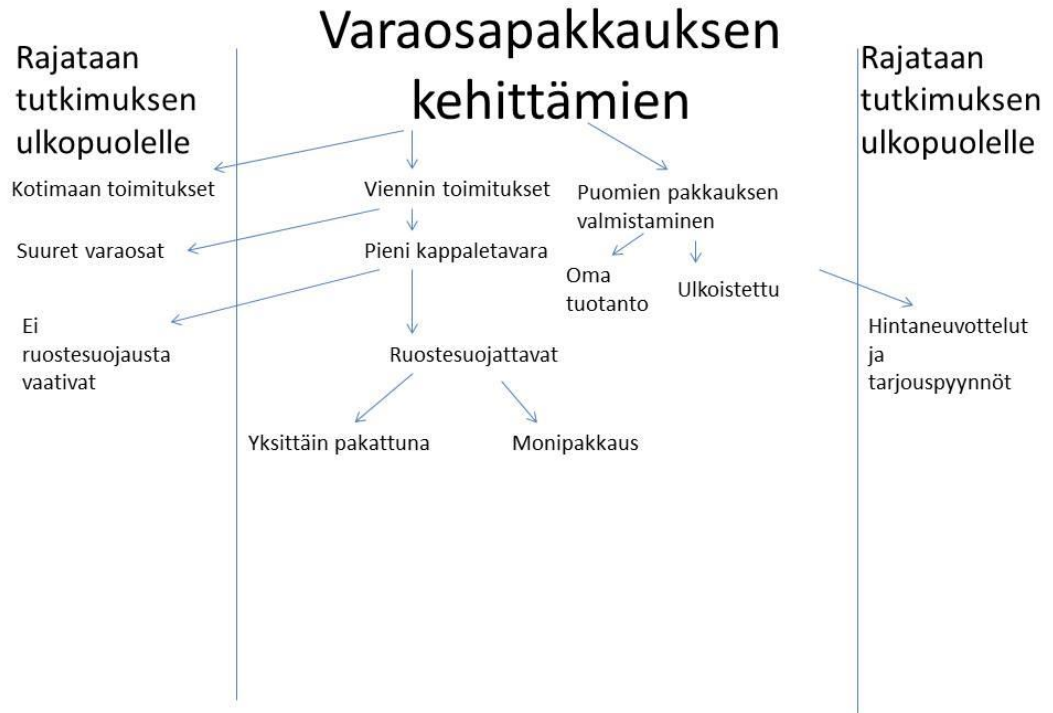 Varaosapakkauksen
kehittämien
Rajataan
tutkimuksen
ulkopuolelle
Rajataan
tutkimuksen
ulkopuolelle
Kotimaan toimitukset
Viennin toimitukset
Puomien pakkauksen
valmistaminen
Suuret varaosat
Pieni kappaletavara
Oma
tuotanto
Ulkoistettu
Ei
ruostesuojausta
vaativat
Ruostesuojattavat
Hintaneuvottelut
ja
tarjouspyynnöt
Yksittäin pakattuna
Monipakkaus